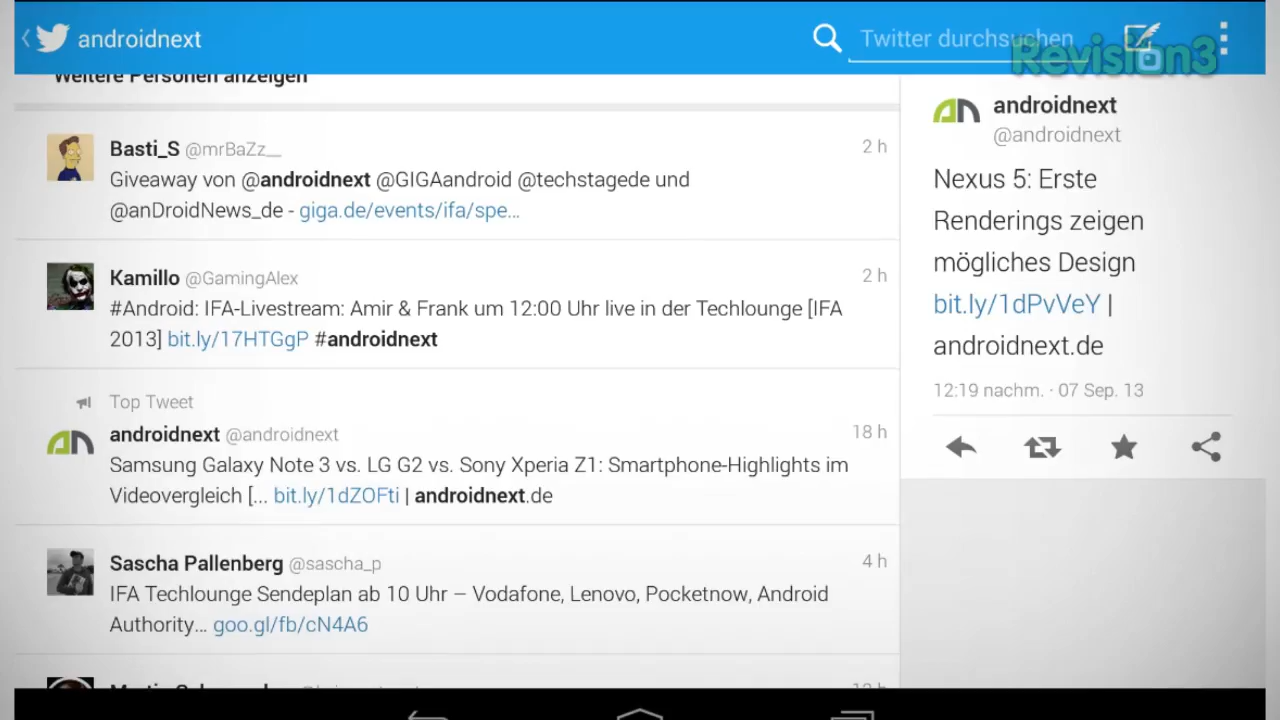 androidnext
Twitter durchsuchen
Revision3
Weitere Personen anzeigen
Basti_S @mrBaZz__ 2 h
Giveaway von @androidnext @GIGAandroid @techstagede und
@anDroidNews_de - giga.de/events/ifa/spe...
Kamillo @GamingAlex 2 h
#Android: IFA-Livestream: Amir & Frank um 12:00 Uhr live in der Techlounge [IFA
2013] bit.ly/17HTGgP #androidnext
Top Tweet
androidnext @androidnext 18 h
Samsung Galaxy Note 3 vs. LG G2 vs. Sony Xperia Z1: Smartphone-Highlights im
Videovergleich [... bit.ly/1dZOFti | androidnext.de
Sascha Pallenberg @sascha_p 4 h
IFA Techlounge Sendeplan ab 10 Uhr – Vodafone, Lenovo, Pocketnow, Android
Authority... goo.gl/fb/cN4A6
androidnext
@androidnext
Nexus 5: Erste
Renderings zeigen
mögliches Design
bit.ly/1dPvVeY |
androidnext.de
12:19 nachm. · 07 Sep. 13